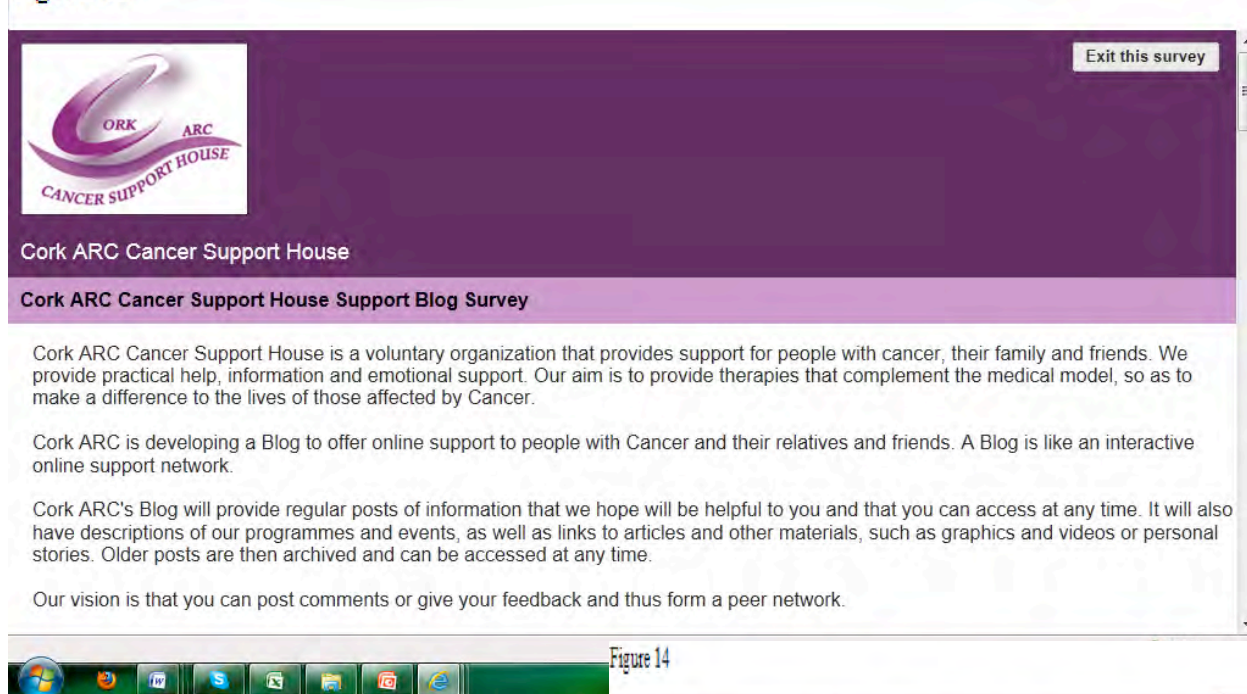 Exit this survey
CORK ARC
CANCER SUPPORT HOUSE
Cork ARC Cancer Support House
Cork ARC Cancer Support House Support Blog Survey
Cork ARC Cancer Support House is a voluntary organization that provides support for people with cancer, their family and friends. We
provide practical help, information and emotional support. Our aim is to provide therapies that complement the medical model, so as to
make a difference to the lives of those affected by Cancer.
Cork ARC is developing a Blog to offer online support to people with Cancer and their relatives and friends. A Blog is like an interactive
online support network.
Cork ARC's Blog will provide regular posts of information that we hope will be helpful to you and that you can access at any time. It will also
have descriptions of our programmes and events, as well as links to articles and other materials, such as graphics and videos or personal
stories. Older posts are then archived and can be accessed at any time.
Our vision is that you can post comments or give your feedback and thus form a peer network.
Figure 14